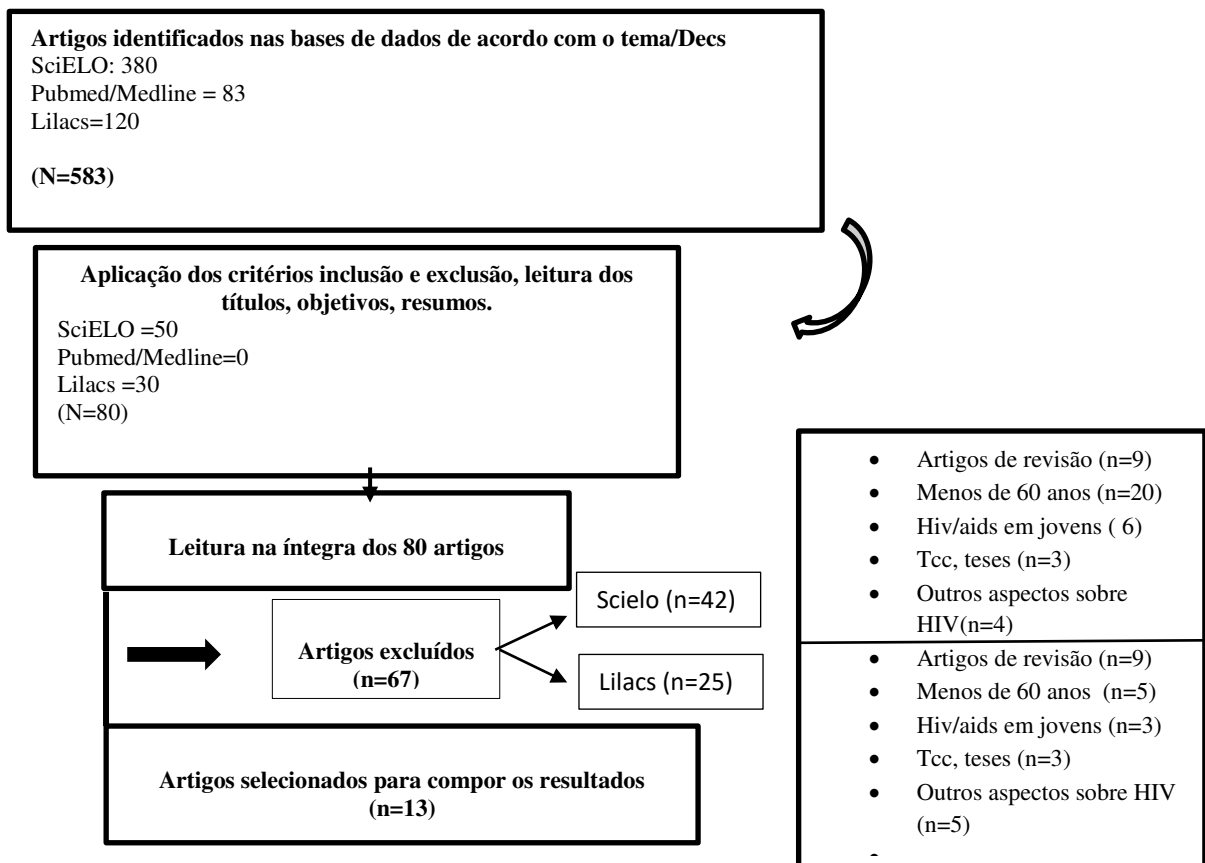 Artigos identificados nas bases de dados de acordo com o tema/Decs
SciELO: 380
Pubmed/Medline = 83
Lilacs=120
(N=583)
Aplicação dos critérios inclusão e exclusão, leitura dos
títulos, objetivos, resumos.
SciELO =50
Pubmed/Medline=0
Lilacs =30
(N=80)
Leitura na íntegra dos 80 artigos
Artigos excluídos
(n=67)
Scielo (n=42)
Lilacs (n=25)
• Artigos de revisão (n=9)
• Menos de 60 anos (n=20)
• Hiv/aids em jovens ( 6)
• Tcc, teses (n=3)
• Outros aspectos sobre
HIV(n=4)
• Artigos de revisão (n=9)
• Menos de 60 anos (n=5)
• Hiv/aids em jovens (n=3)
• Tcc, teses (n=3)
• Outros aspectos sobre HIV
(n=5)
Artigos selecionados para compor os resultados
(n=13)